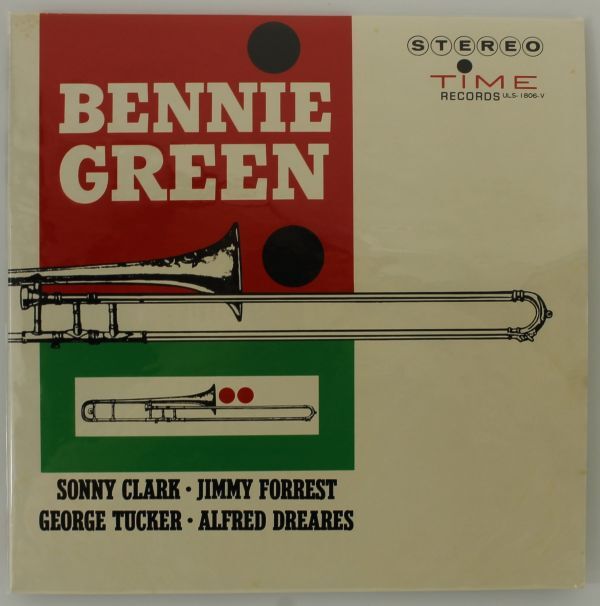 STEREO
TIME
RECORDS ULS-1806-V
BENNIE
GREEN
SONNY CLARK · JIMMY FORREST
GEORGE TUCKER · ALFRED DREARES